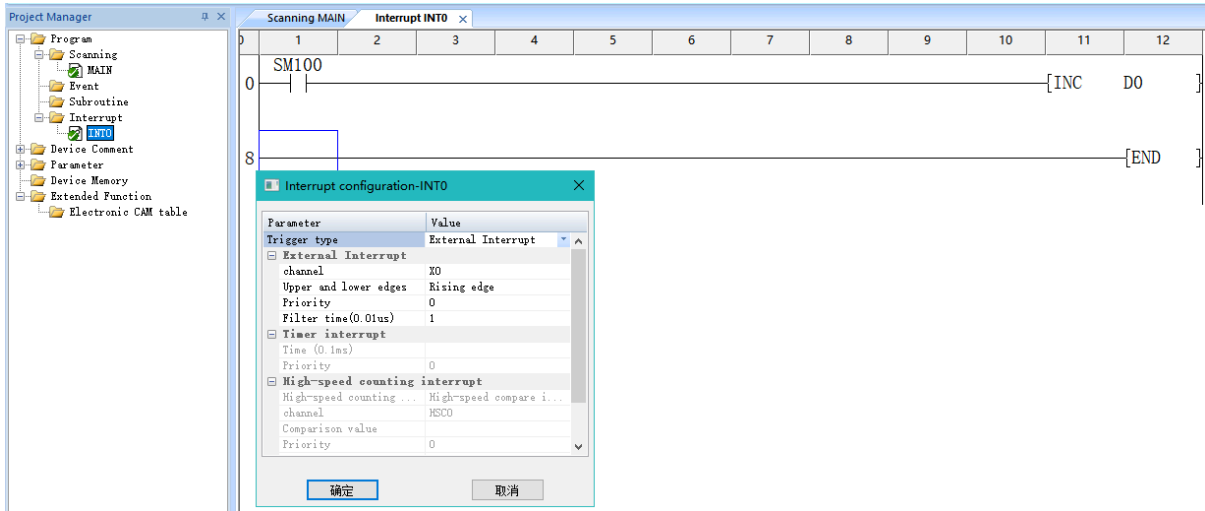 Project Manager
Program
Scanning
MAIN
Event
Subroutine
Interrupt
INT0
Device Comment
Parameter
Device Memory
Extended Function
Electronic CAM table
Scanning MAIN Interrupt INT0
1 2 3 4 5 6 7 8 9 10 11 12
SM100
0 INC D0
8 END
Interrupt configuration-INT0
Parameter Value
Trigger type External Interrupt
External Interrupt
channel X0
Upper and lower edges Rising edge
Priority 0
Filter time(0.01us) 1
Timer interrupt
Time (0.1ms)
Priority 0
High-speed counting interrupt
High-speed counting ... High-speed compare i...
channel HSC0
Comparison value
Priority 0
确定 取消